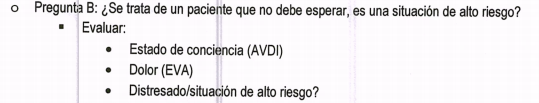 o Pregunta B: ¿Se trata de un paciente que no debe esperar, es una situación de alto riesgo?
▪ Evaluar:
• Estado de conciencia (AVDI)
• Dolor (EVA)
• Distresado/situación de alto riesgo?